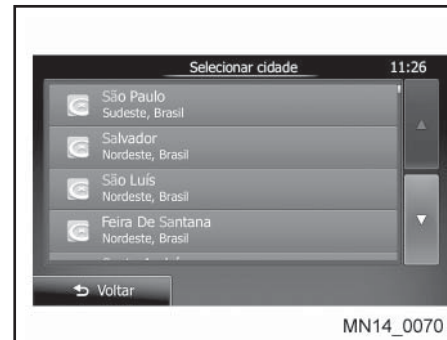 Selecionar cidade 11:26
São Paulo
Sudeste, Brasil
Salvador
Nordeste, Brasil
São Luís
Nordeste, Brasil
Feira De Santana
Nordeste, Brasil
Voltar
MN14_0070